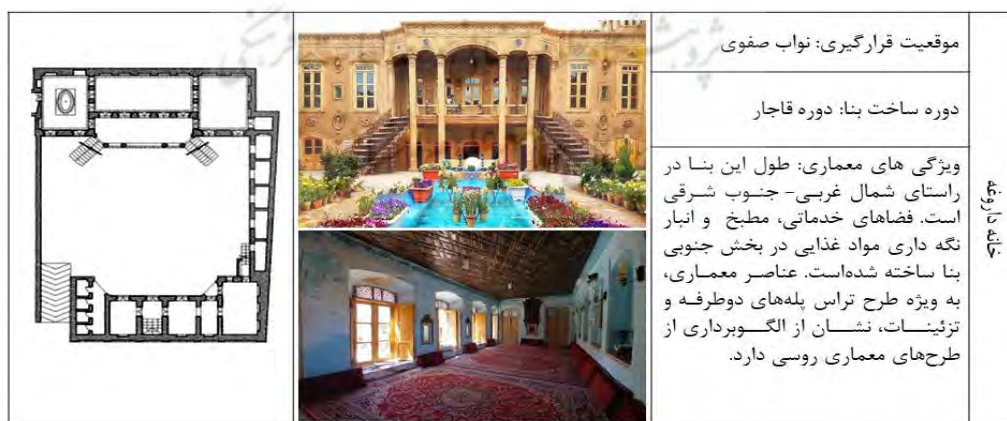 خانه داروغه
موقعیت قرارگیری: نواب صفوی
دوره ساخت بنا: دوره قاجار
ویژگی های معماری: طول این بنا در
راستای شمال غربی- جنوب شرقی
است. فضاهای خدماتی، مطبخ و انبار
نگه داری مواد غذایی در بخش جنوبی
بنا ساخته شده‌است. عناصر معماری،
به ویژه طرح تراس پله‌های دوطرفه و
تزئینات، نشان از الگوبرداری از
طرح‌های معماری روسی دارد.